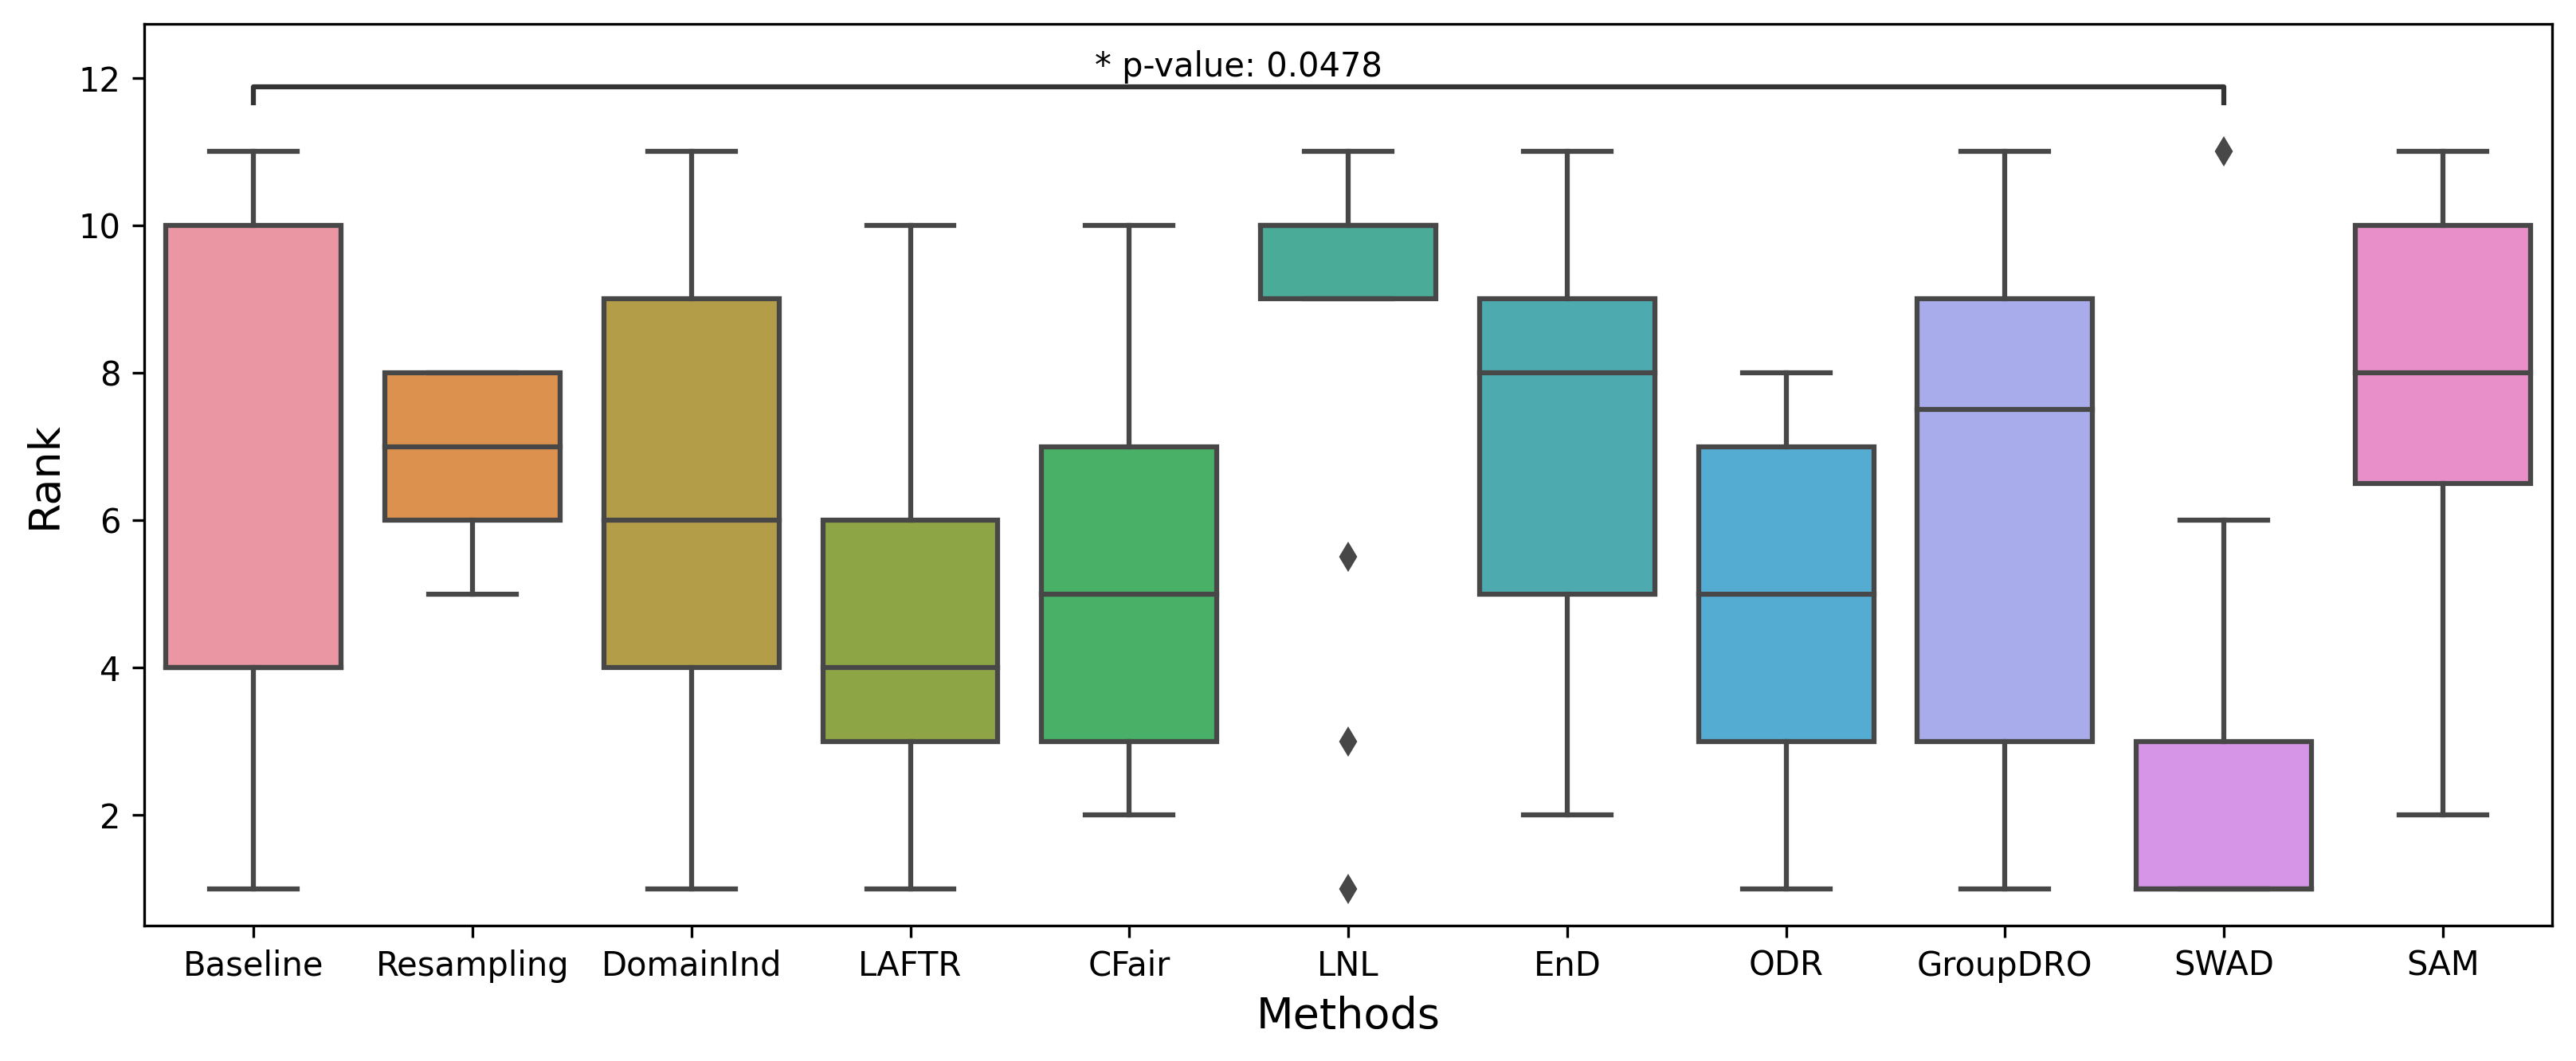 * p-value: 0.0478
12
10
8
6
4
2
Rank
Baseline Resampling DomainInd LAFTR CFair LNL EnD ODR GroupDRO SWAD SAM
Methods